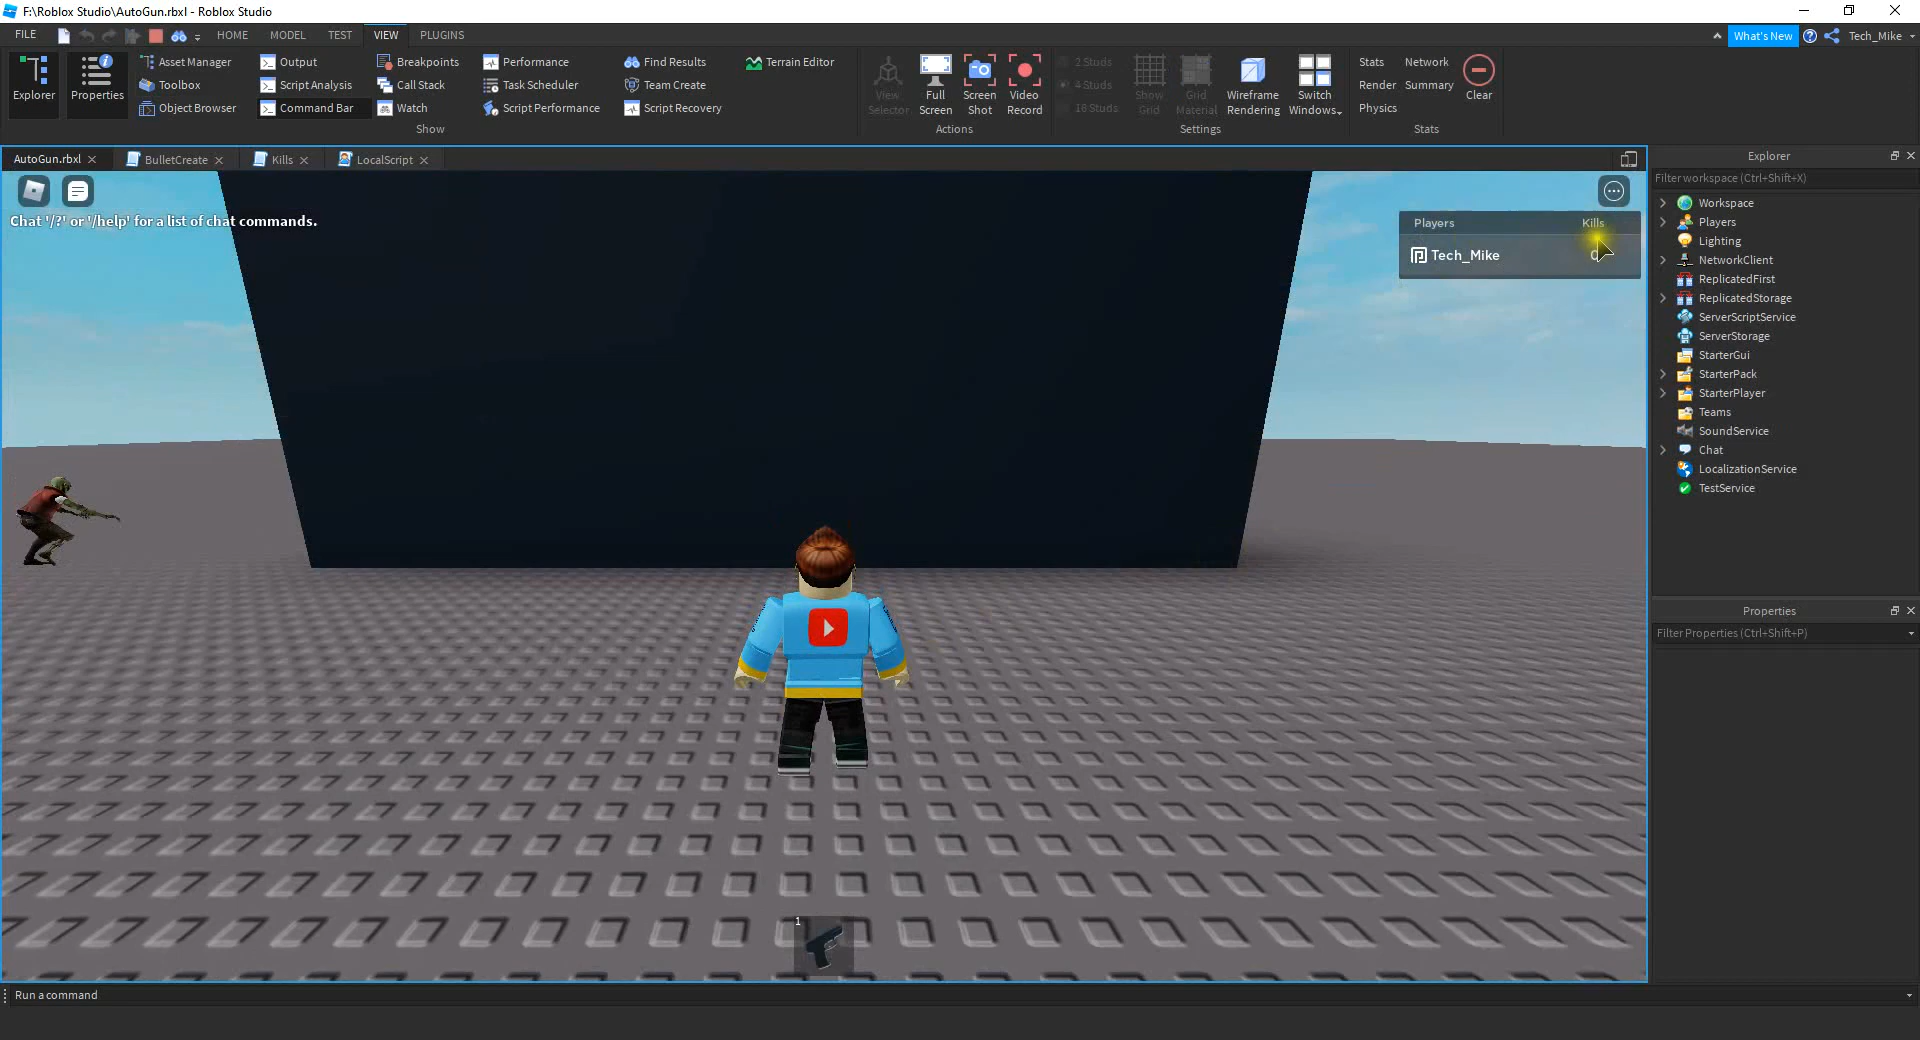 F:\Roblox Studio\AutoGun.rbxl - Roblox Studio
FILE HOME MODEL TEST VIEW PLUGINS What's New Tech_Mike
Explorer
Properties
Asset Manager
Toolbox
Object Browser
Output
Script Analysis
Command Bar
Breakpoints
Call Stack
Watch
Performance
Task Scheduler
Script Performance
Find Results
Team Create
Script Recovery
Terrain Editor
Show
View
Selector
Full
Screen
Screen
Shot
Video
Record
Actions
2 Studs
4 Studs
16 Studs
Show
Grid
Grid
Material
Wireframe
Rendering
Switch
Windows
Settings
Stats
Render
Physics
Network
Summary
Clear
Stats
AutoGun.rbxl BulletCreate Kills LocalScript
Chat '/?' or '/help' for a list of chat commands.
Players Kills
Tech_Mike
1
Explorer
Filter workspace (Ctrl+Shift+X)
Workspace
Players
Lighting
NetworkClient
ReplicatedFirst
ReplicatedStorage
ServerScriptService
ServerStorage
StarterGui
StarterPack
StarterPlayer
Teams
SoundService
Chat
LocalizationService
TestService
Properties
Filter Properties (Ctrl+Shift+P)
Run a command